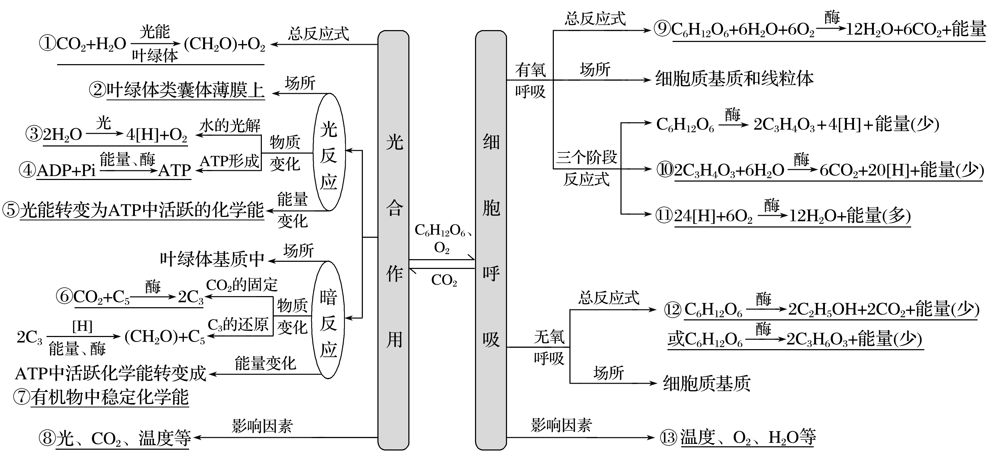 光合作用
总反应式
①CO₂+H₂O 光能→叶绿体 (CH₂O)+O₂
光反应
场所
②叶绿体类囊体薄膜上
物质变化
水的光解
③2H₂O 光→ 4[H]+O₂
ATP形成
④ADP+Pi 能量、酶→ ATP
能量变化
⑤光能转变为ATP中活跃的化学能
暗反应
场所
叶绿体基质中
物质变化
CO₂的固定
⑥CO₂+C₅ 酶→ 2C₃
C₃的还原
2C₃ [H]→能量、酶 (CH₂O)+C₅
能量变化
ATP中活跃化学能转变成
⑦有机物中稳定化学能
影响因素
⑧光、CO₂、温度等
C₆H₁₂O₆、
O₂
CO₂
细胞呼吸
有氧呼吸
总反应式
⑨C₆H₁₂O₆+6H₂O+6O₂ 酶→ 12H₂O+6CO₂+能量
场所
细胞质基质和线粒体
三个阶段反应式
C₆H₁₂O₆ 酶→ 2C₃H₄O₃+4[H]+能量(少)
⑩2C₃H₄O₃+6H₂O 酶→ 6CO₂+20[H]+能量(少)
⑪24[H]+6O₂ 酶→ 12H₂O+能量(多)
无氧呼吸
总反应式
⑫C₆H₁₂O₆ 酶→ 2C₂H₅OH+2CO₂+能量(少)
或C₆H₁₂O₆ 酶→ 2C₃H₆O₃+能量(少)
场所
细胞质基质
影响因素
⑬温度、O₂、H₂O等